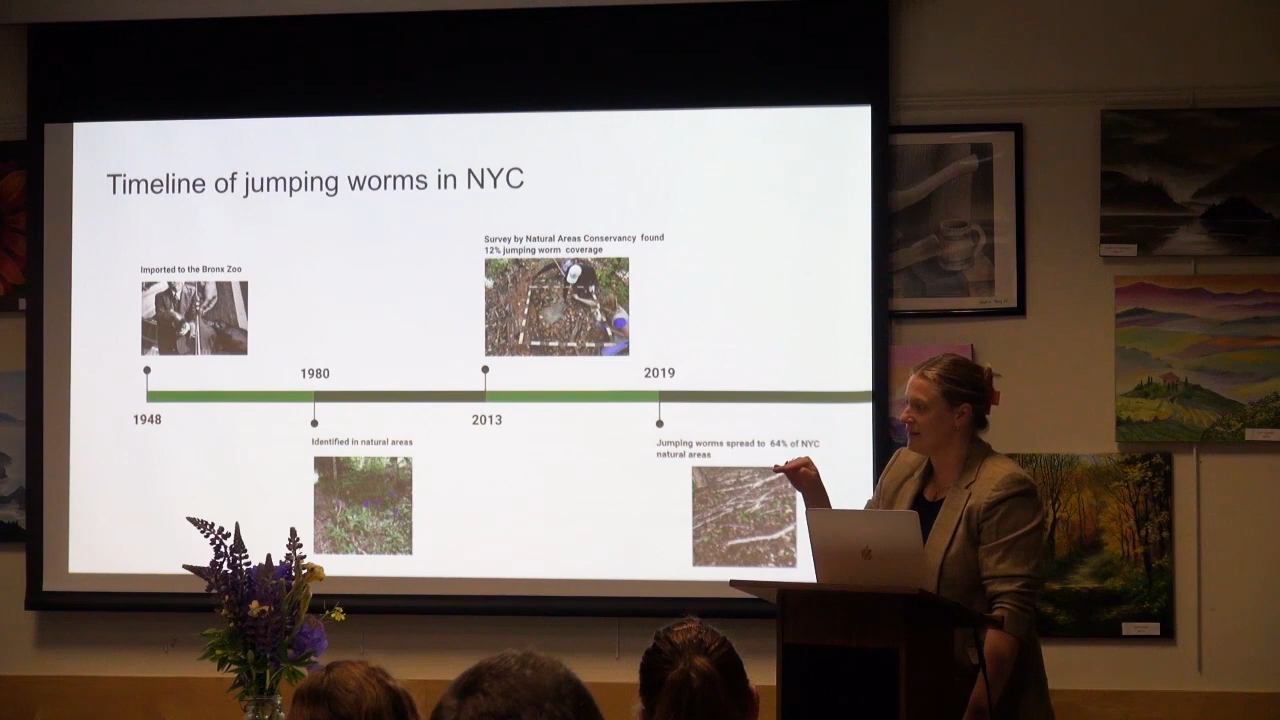 Timeline of jumping worms in NYC
Survey by Natural Areas Conservancy found
12% jumping worm coverage
Imported to the Bronx Zoo
1980
2019
1948
2013
Identified in natural areas
Jumping worms spread to 64% of NYC
natural areas